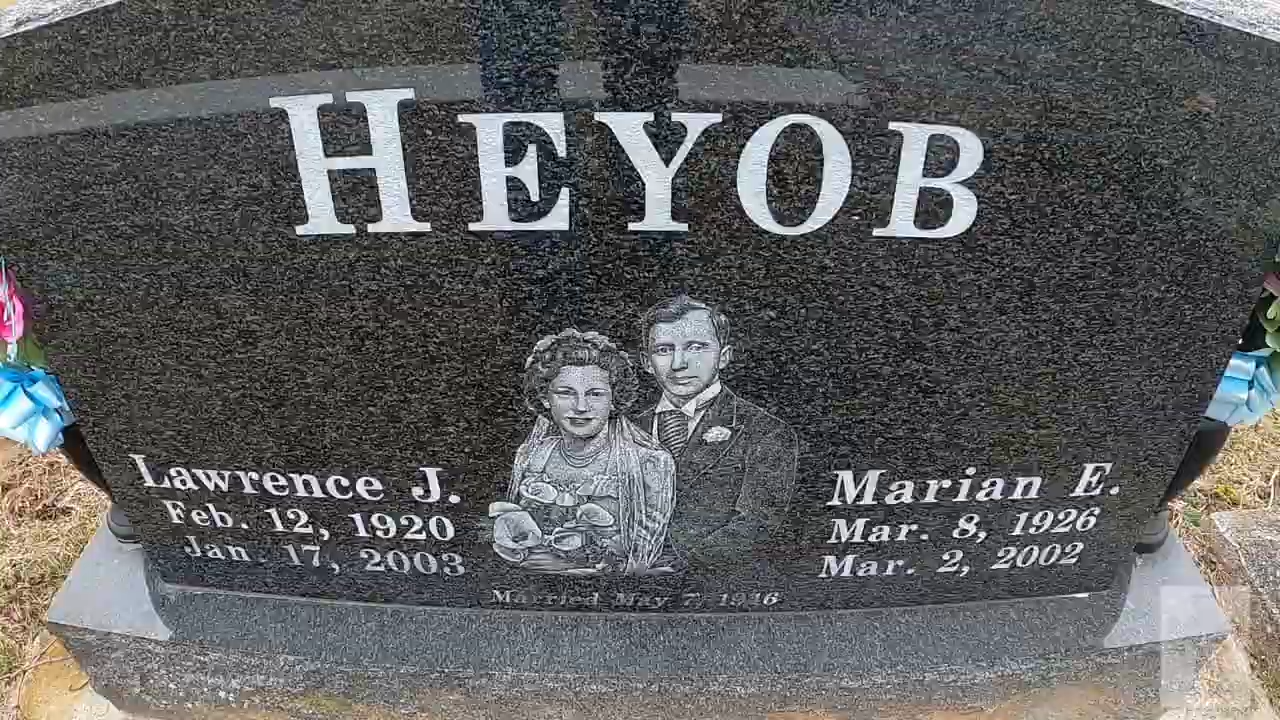 HEYOB
Lawrence J.
Feb. 12, 1920
Jan. 17, 2003
Marian E.
Mar. 8, 1926
Mar. 2, 2002
Married May 7, 1946